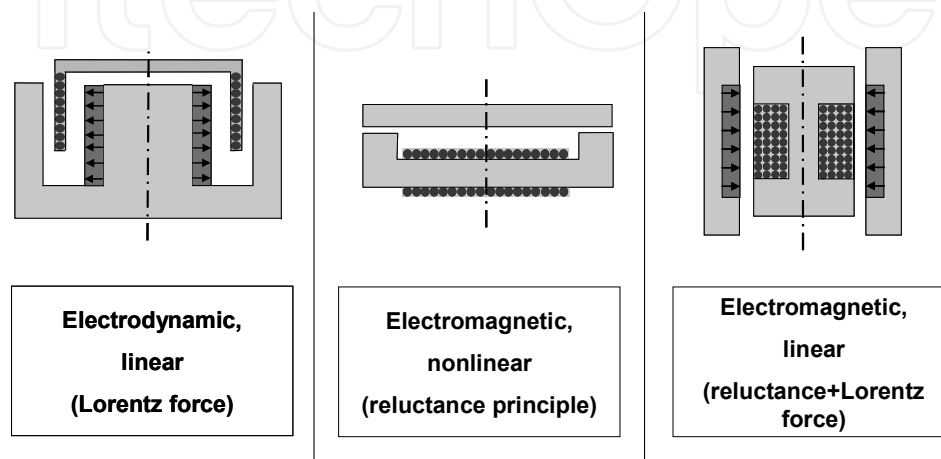 Electrodynamic,
linear
(Lorentz force)
Electromagnetic,
nonlinear
(reluctance principle)
Electromagnetic,
linear
(reluctance+Lorentz
force)